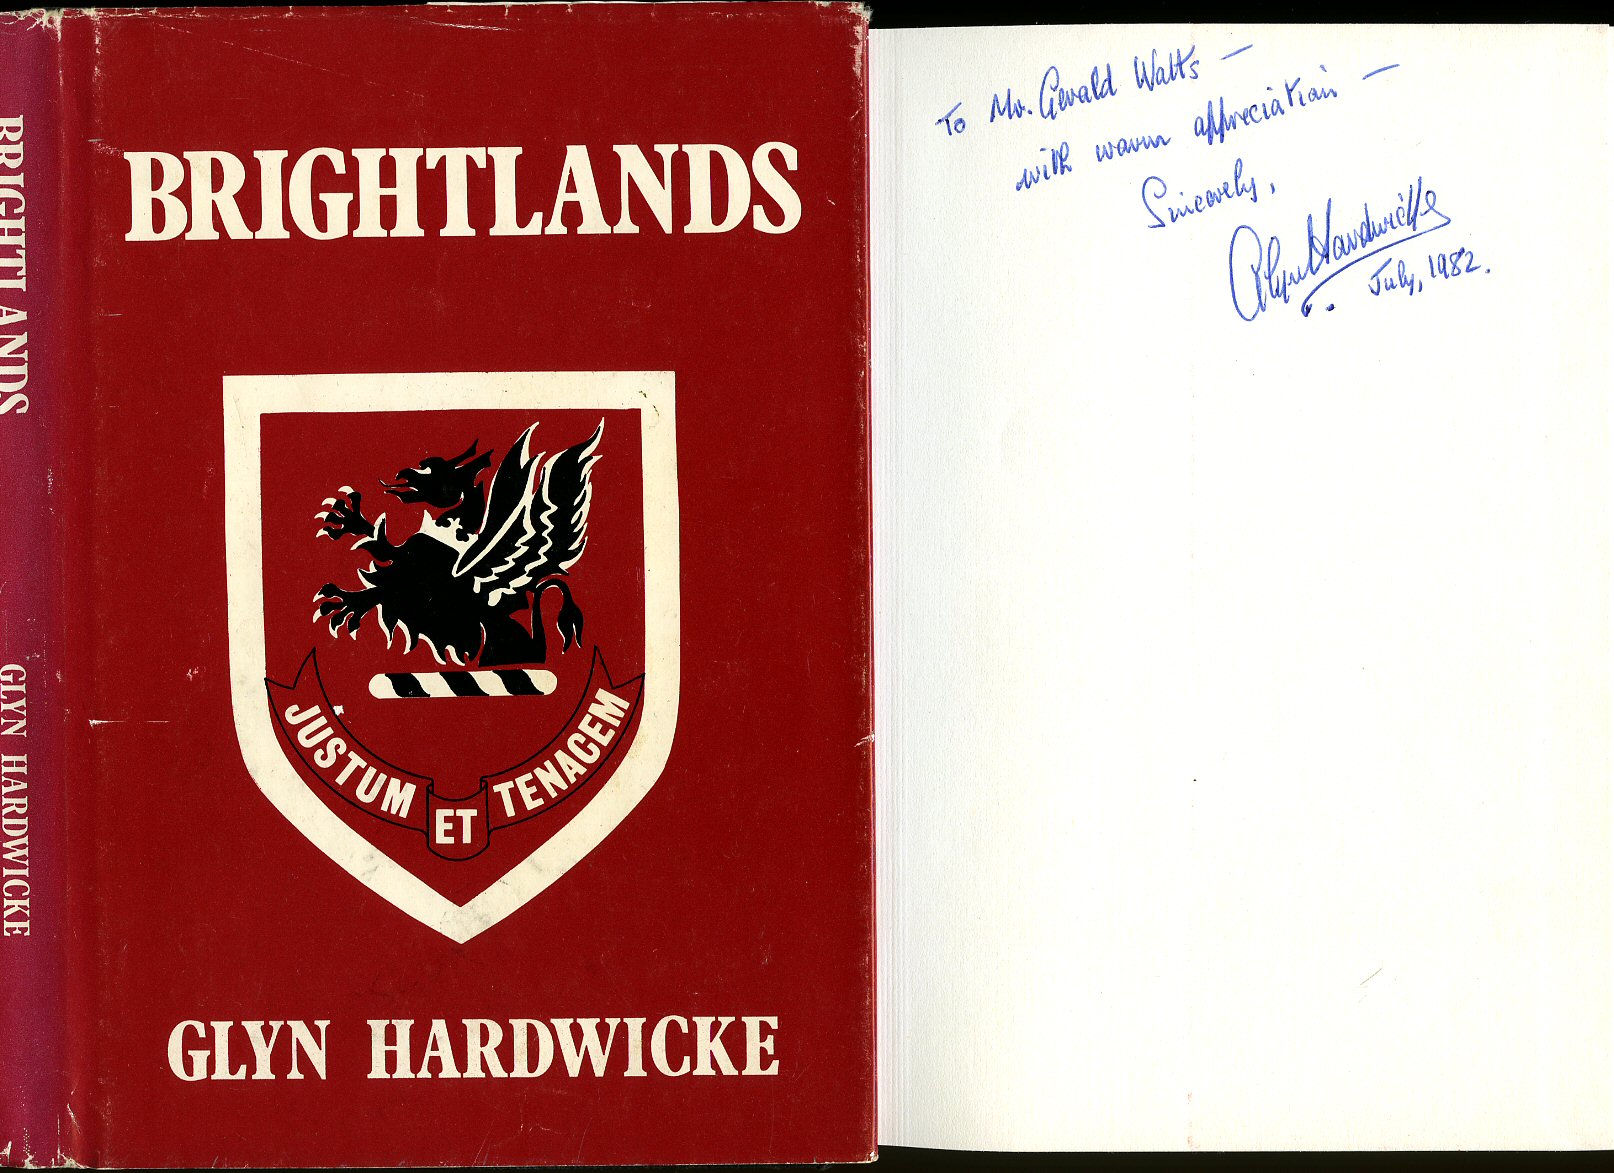 BRIGHTLANDS
GLYN HARDWICKE
BRIGHTLANDS
JUSTUM ET TENACEM
GLYN HARDWICKE
To Mr. Gerald Watts —
with warm appreciation —
Sincerely,
Glyn Hardwicke
July, 1982.